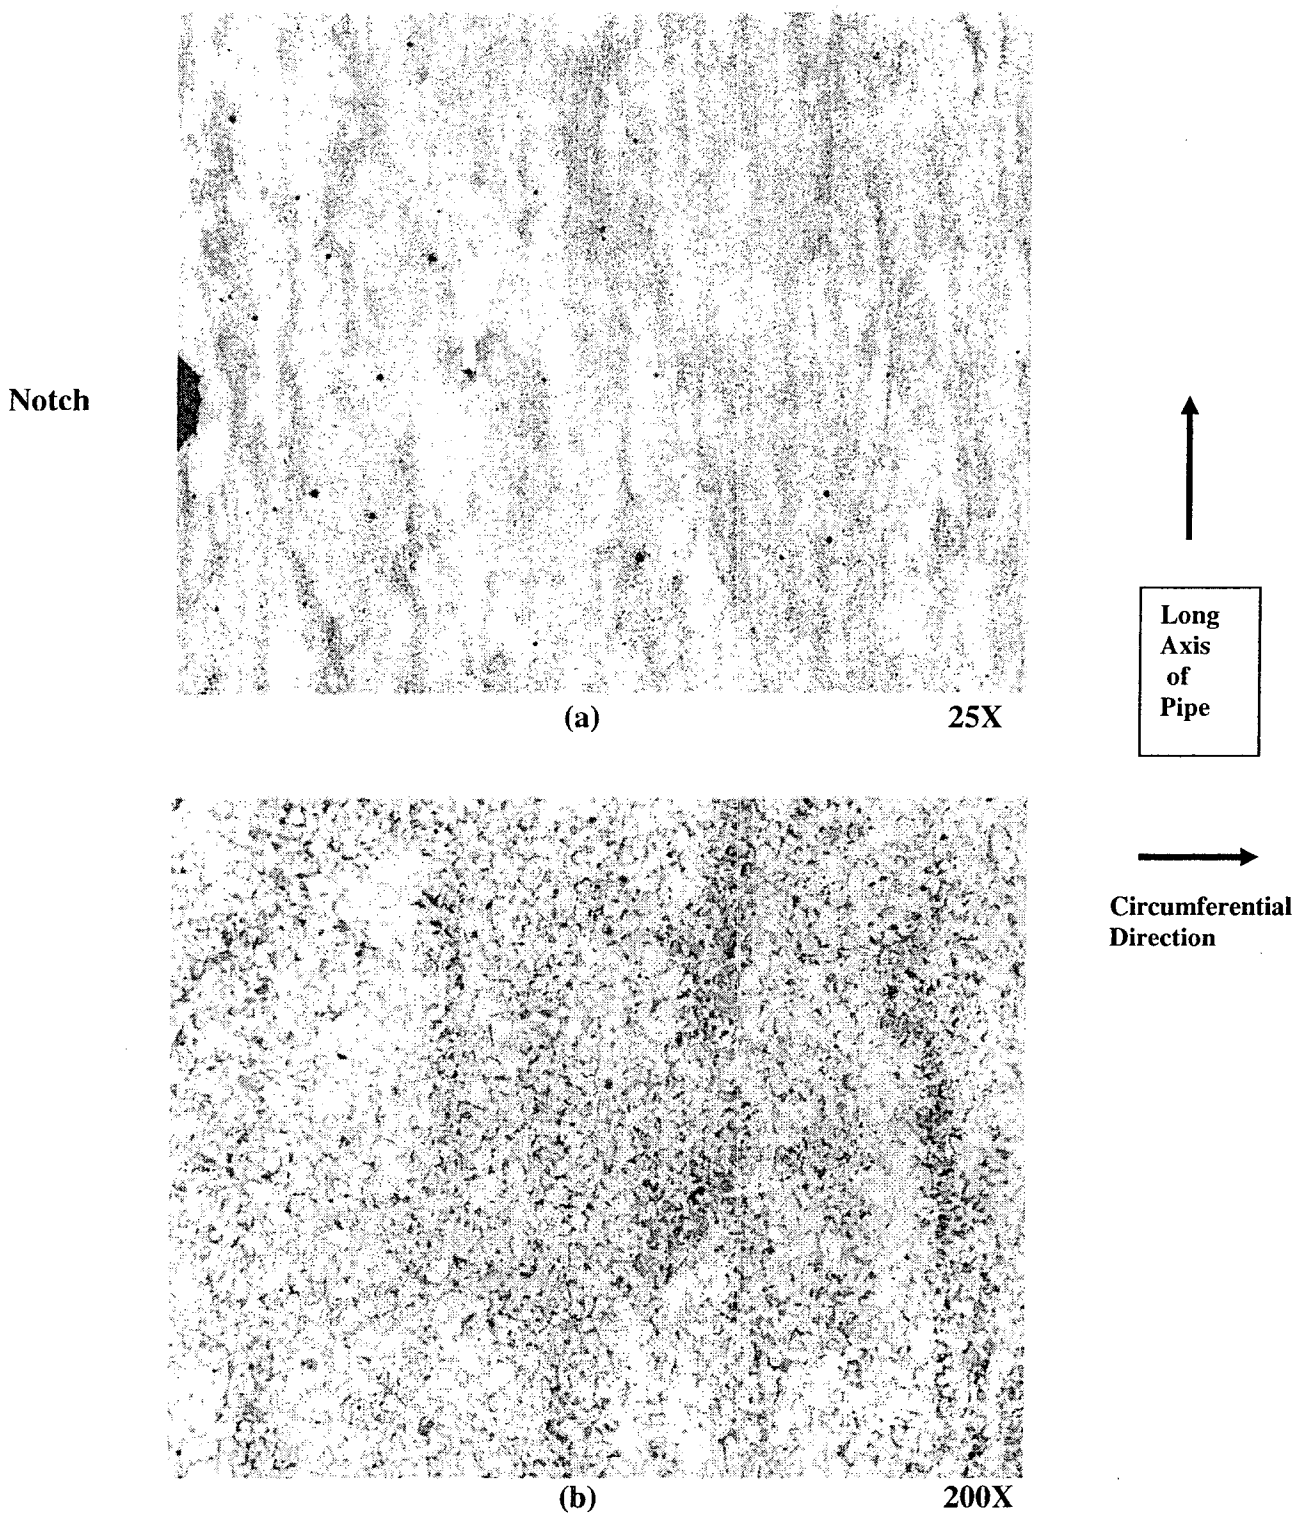 Notch
(a)
25X
Long
Axis
of
Pipe
Circumferential
Direction
(b)
200X